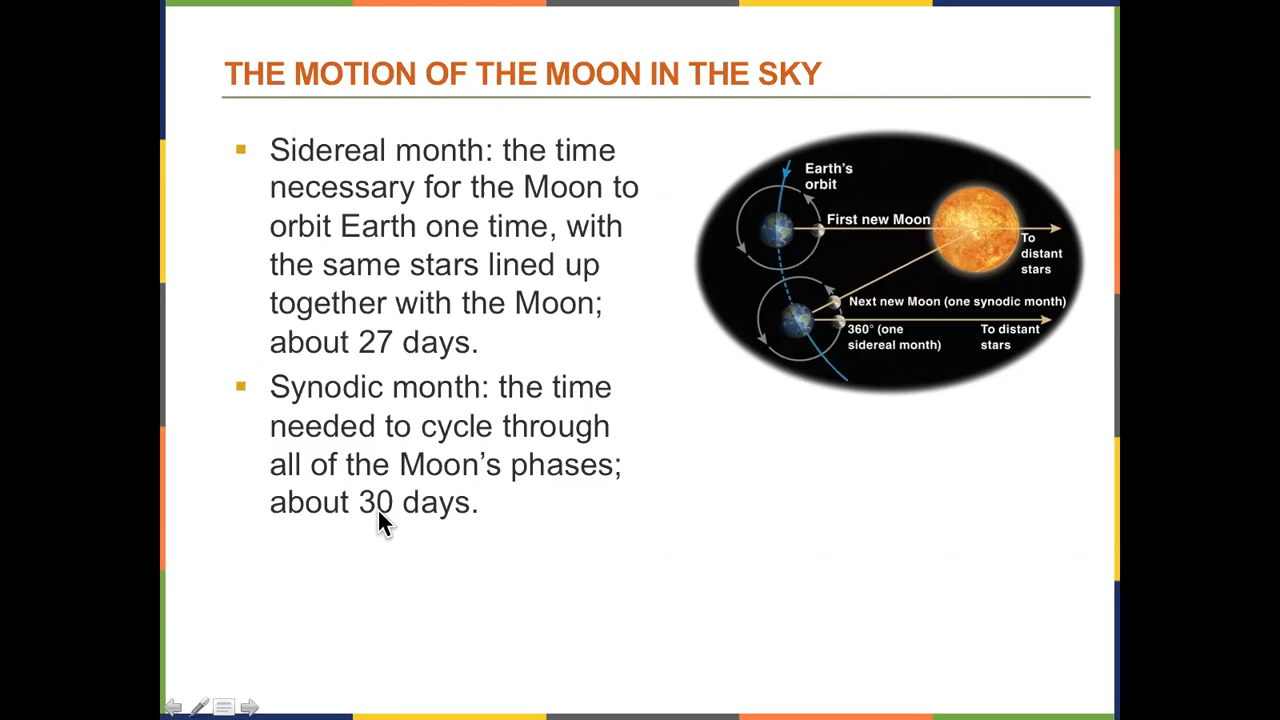 THE MOTION OF THE MOON IN THE SKY
Sidereal month: the time
necessary for the Moon to
orbit Earth one time, with
the same stars lined up
together with the Moon;
about 27 days.
Synodic month: the time
needed to cycle through
all of the Moon’s phases;
about 30 days.
Earth’s
orbit
First new Moon
To
distant
stars
Next new Moon (one synodic month)
360° (one
sidereal month)
To distant
stars